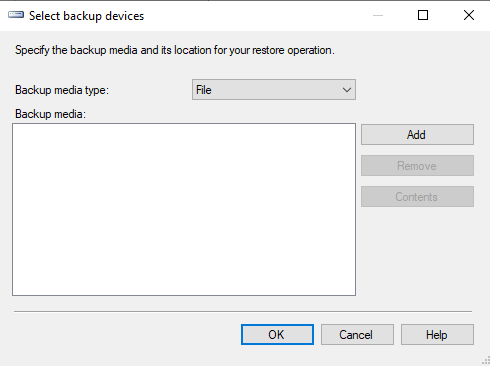 Select backup devices
Specify the backup media and its location for your restore operation.
Backup media type:
File
Backup media:
Add
Remove
Contents
OK
Cancel
Help